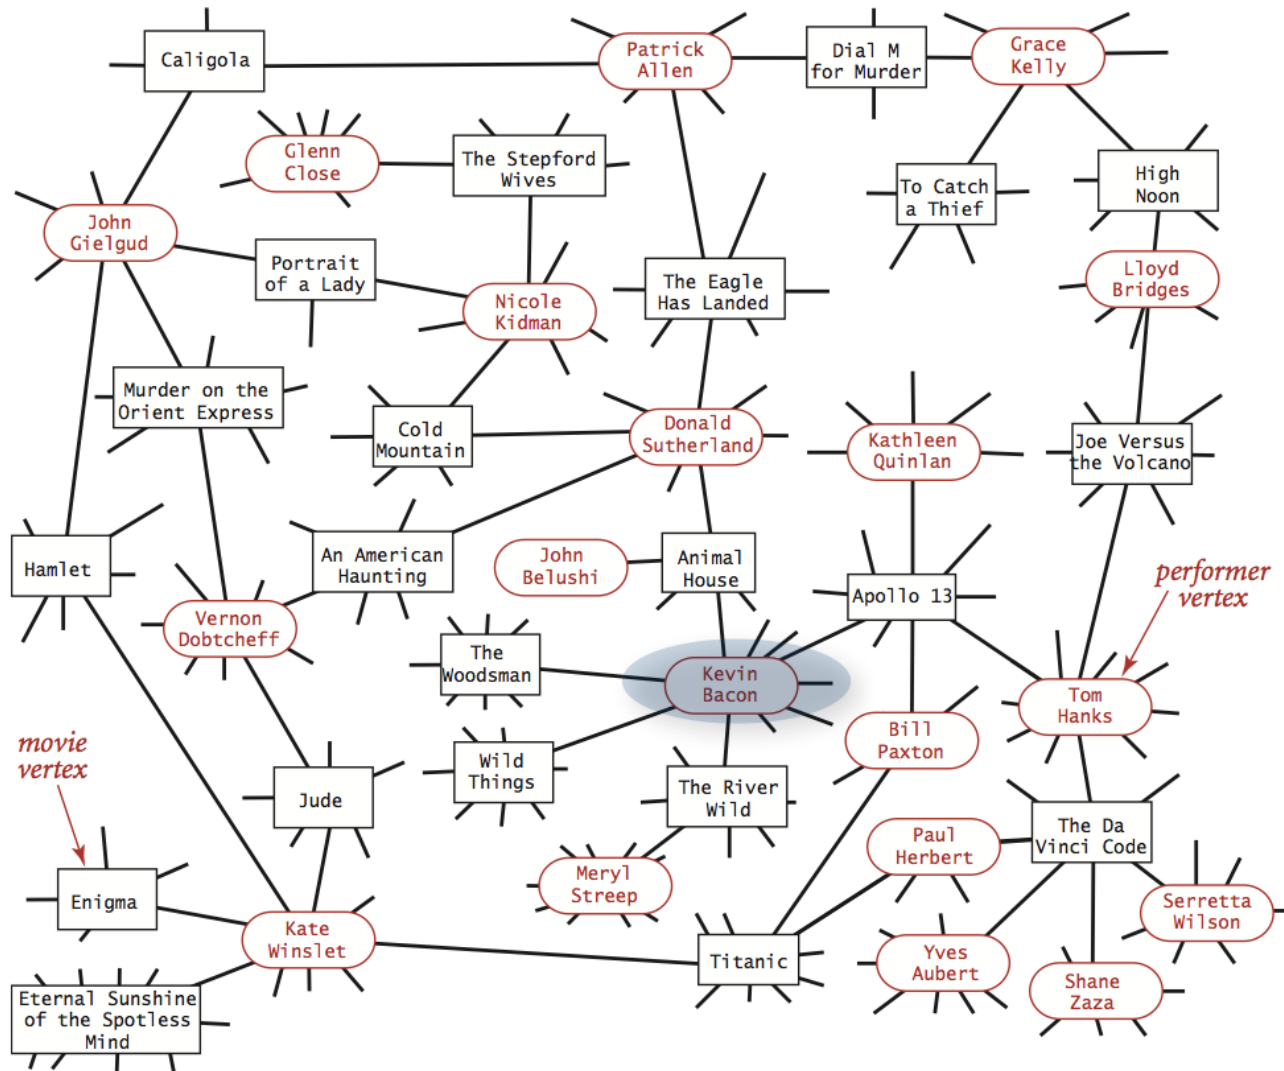 Caligola
Patrick
Allen
Dial M
for Murder
Grace
Kelly
Glenn
Close
The Stepford
Wives
To Catch
a Thief
High
Noon
John
Gielgud
Portrait
of a Lady
Nicole
Kidman
The Eagle
Has Landed
Lloyd
Bridges
Murder on the
Orient Express
Cold
Mountain
Donald
Sutherland
Kathleen
Quinlan
Joe Versus
the Volcano
Hamlet
An American
Haunting
John
Belushi
Animal
House
Apollo 13
performer
vertex
Vernon
Dobtcheff
The
Woodsman
Kevin
Bacon
Tom
Hanks
movie
vertex
Jude
Wild
Things
The River
Wild
Bill
Paxton
Paul
Herbert
The Da
Vinci Code
Enigma
Kate
Winslet
Meryl
Streep
Serretta
Wilson
Titanic
Yves
Aubert
Shane
Zaza
Eternal Sunshine
of the Spotless
Mind